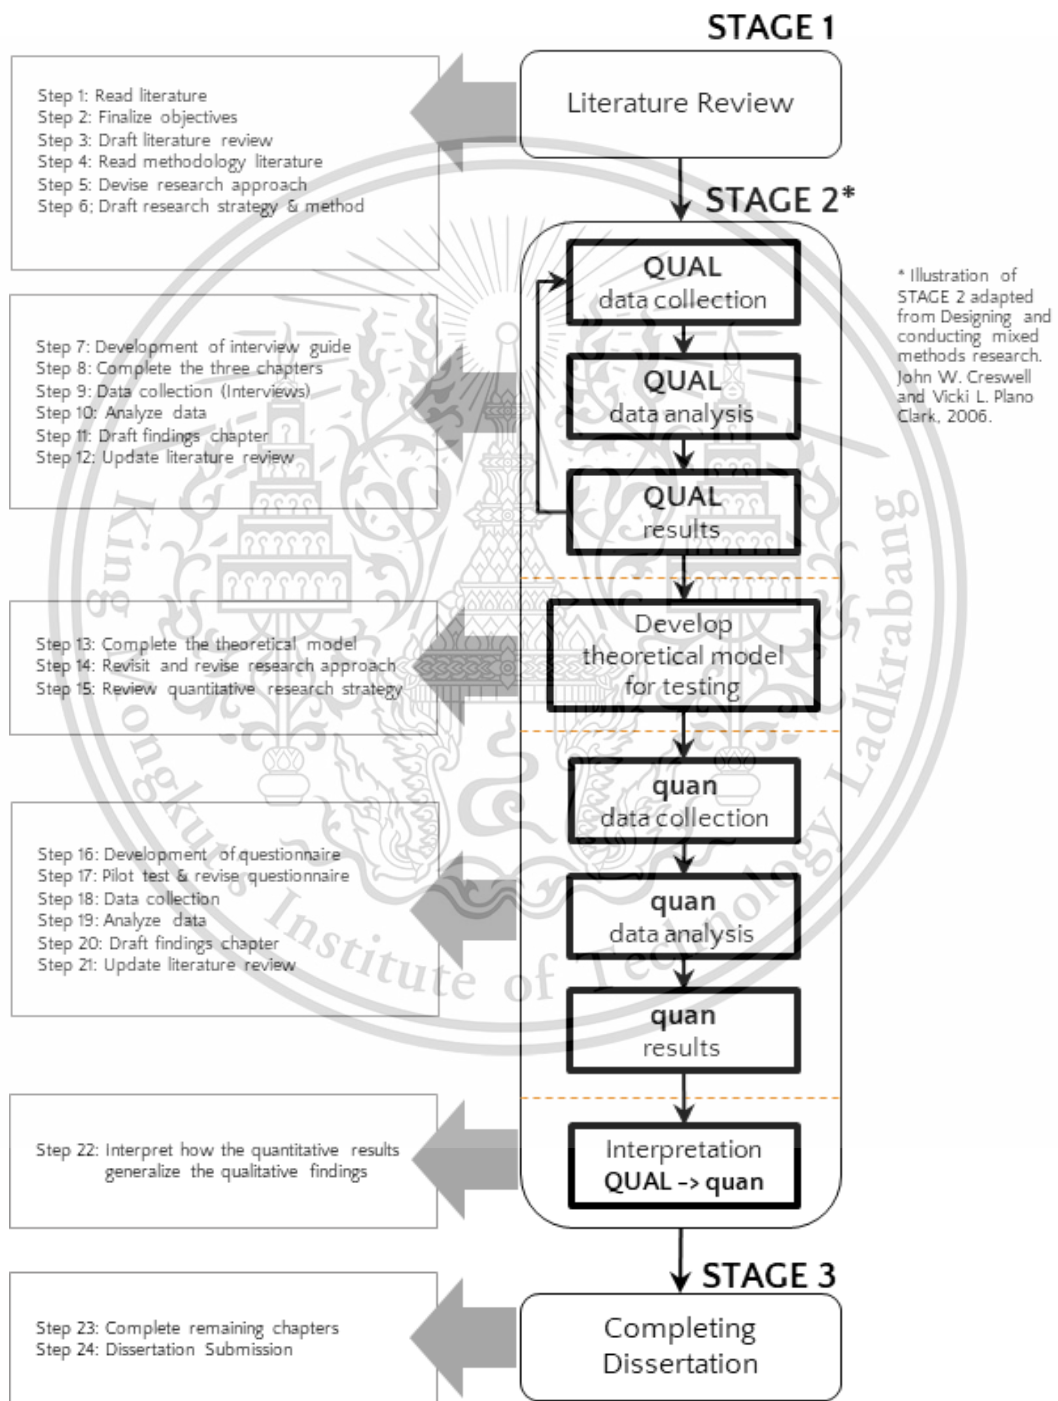 STAGE 1
Literature Review
Step 1: Read literature
Step 2: Finalize objectives
Step 3: Draft literature review
Step 4: Read methodology literature
Step 5: Devise research approach
Step 6; Draft research strategy & method
STAGE 2*
QUAL
data collection
QUAL
data analysis
QUAL
results
* Illustration of
STAGE 2 adapted
from Designing and
conducting mixed
methods research.
John W. Creswell
and Vicki L. Plano
Clark, 2006.
Step 7: Development of interview guide
Step 8: Complete the three chapters
Step 9: Data collection (Interviews)
Step 10: Analyze data
Step 11: Draft findings chapter
Step 12: Update literature review
Develop
theoretical model
for testing
Step 13: Complete the theoretical model
Step 14: Revisit and revise research approach
Step 15: Review quantitative research strategy
quan
data collection
quan
data analysis
quan
results
Step 16: Development of questionnaire
Step 17: Pilot test & revise questionnaire
Step 18: Data collection
Step 19: Analyze data
Step 20: Draft findings chapter
Step 21: Update literature review
Interpretation
QUAL -> quan
Step 22: Interpret how the quantitative results
generalize the qualitative findings
STAGE 3
Completing
Dissertation
Step 23: Complete remaining chapters
Step 24: Dissertation Submission
King Mongkut's Institute of Technology Ladkrabang